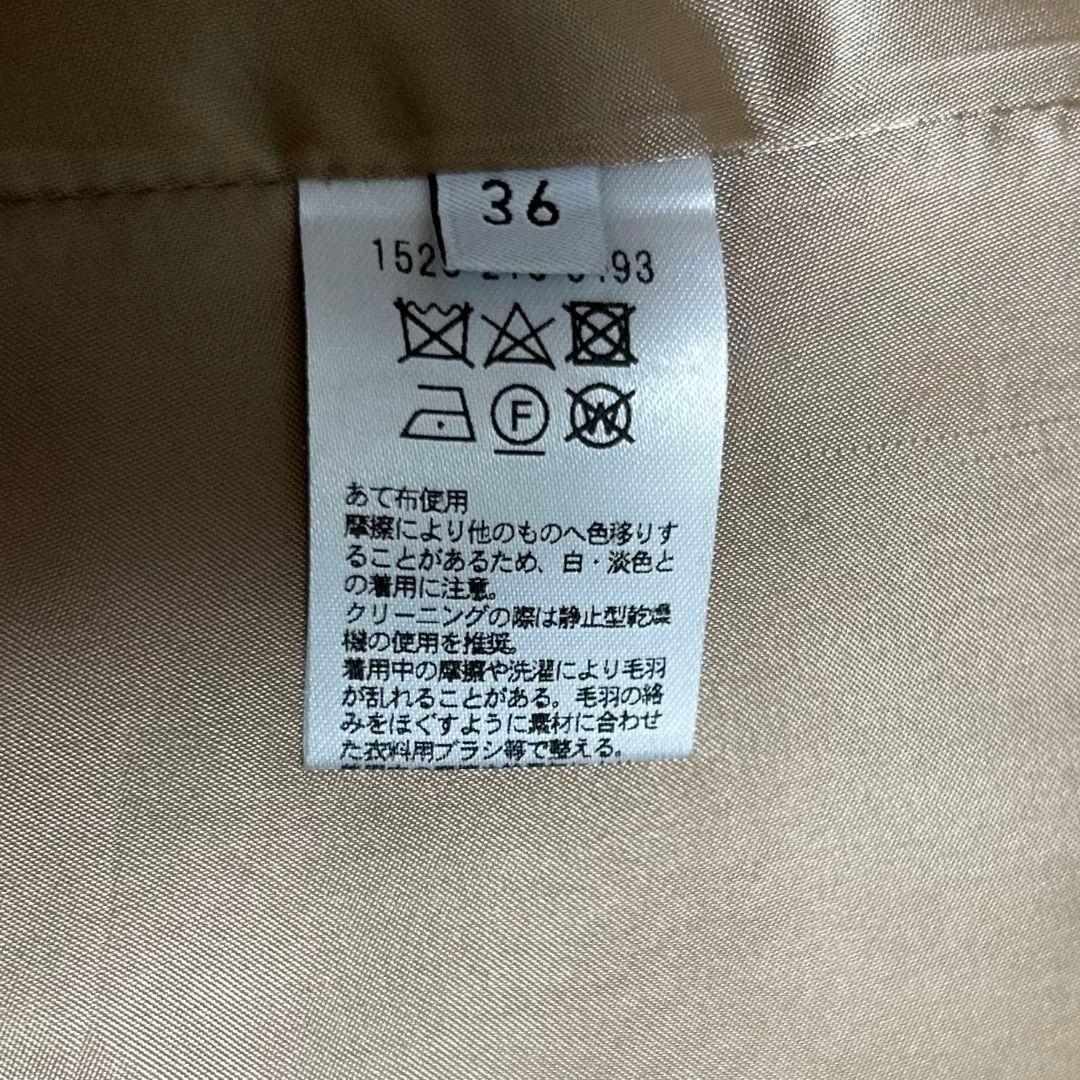 36
あて布使用
摩擦により他のものへ色移りす
ることがあるため、白・淡色と
の着用に注意。
クリーニングの際は静止型乾燥
機の使用を推奨。
着用中の摩擦や洗濯により毛羽
が乱れることがある。毛羽の絡
みをほぐすように素材に合わせ
た衣料用ブラシ等で整える。
F
W